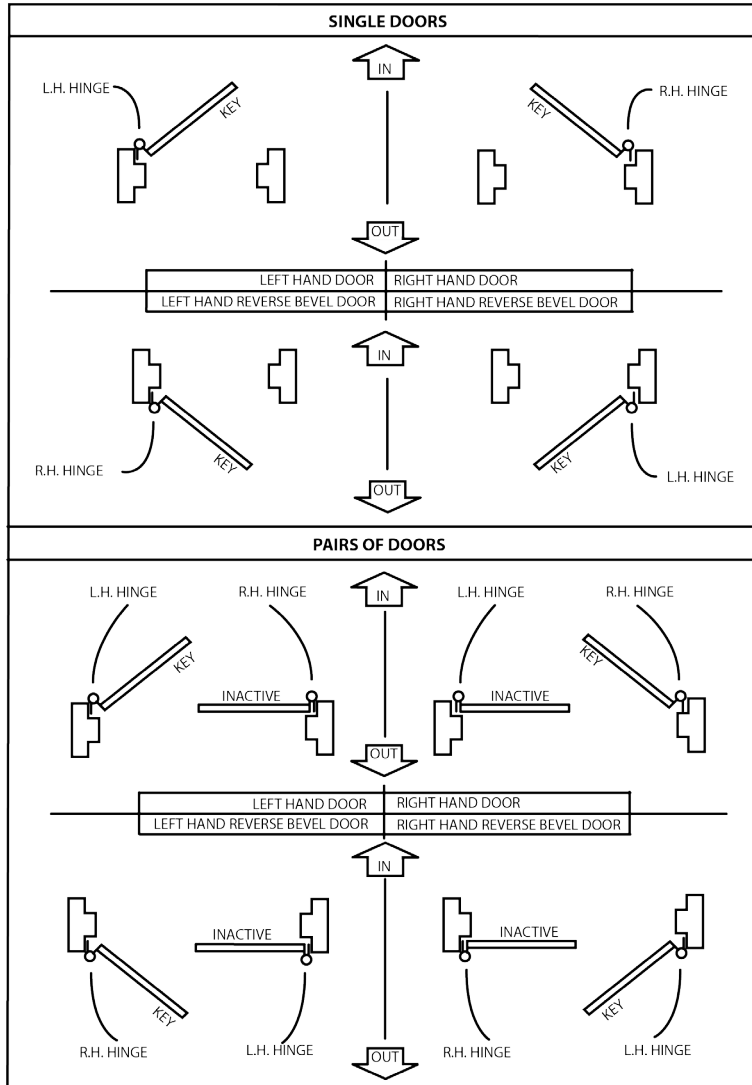 SINGLE DOORS
IN
L.H. HINGE
R.H. HINGE
KEY
KEY
OUT
LEFT HAND DOOR
RIGHT HAND DOOR
LEFT HAND REVERSE BEVEL DOOR
RIGHT HAND REVERSE BEVEL DOOR
IN
R.H. HINGE
KEY
KEY
L.H. HINGE
OUT
PAIRS OF DOORS
L.H. HINGE
R.H. HINGE
IN
L.H. HINGE
R.H. HINGE
KEY
KEY
INACTIVE
INACTIVE
OUT
LEFT HAND DOOR
RIGHT HAND DOOR
LEFT HAND REVERSE BEVEL DOOR
RIGHT HAND REVERSE BEVEL DOOR
IN
INACTIVE
INACTIVE
KEY
KEY
R.H. HINGE
L.H. HINGE
R.H. HINGE
L.H. HINGE
OUT